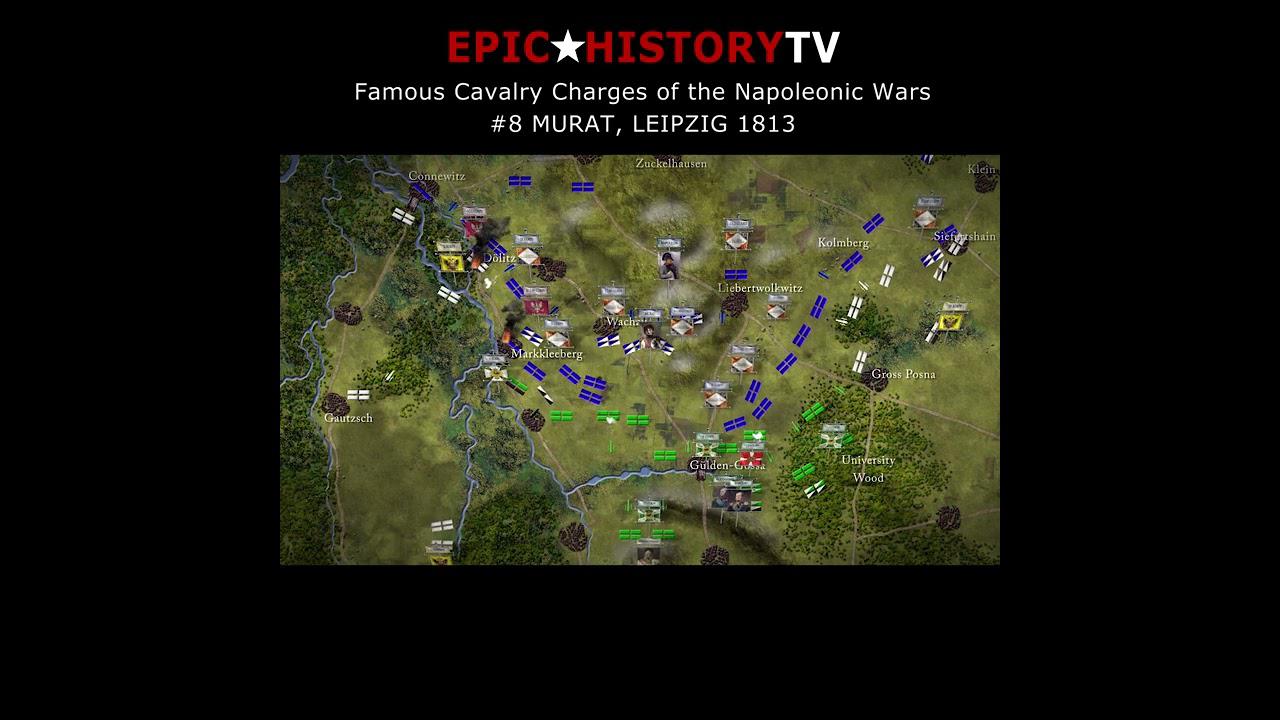 EPIC★HISTORYTV
Famous Cavalry Charges of the Napoleonic Wars
#8 MURAT, LEIPZIG 1813
Zuckelhausen
Klein
Connewitz
Siefertshain
Kolmberg
Dölitz
Liebertwolkwitz
Markkleeberg
Gross Posna
Gautzsch
University
Wood
Gülden-Gossa